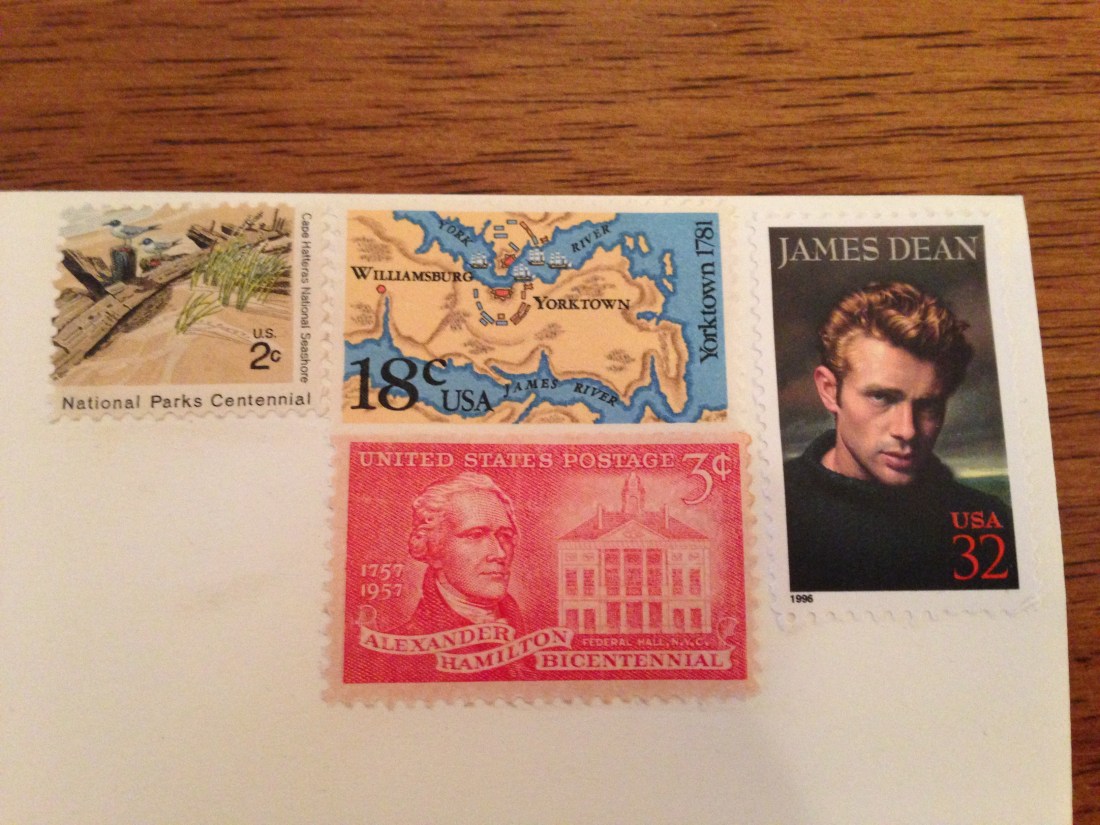 Cape Hatteras National Seashore
U.S.
2c
National Parks Centennial
YORK RIVER
WILLIAMSBURG
YORKTOWN
Yorktown 1781
18c USA
JAMES RIVER
JAMES DEAN
USA
32
1996
UNITED STATES POSTAGE 3¢
1757
1957
FEDERAL HALL, N.Y.C.
ALEXANDER
HAMILTON
BICENTENNIAL